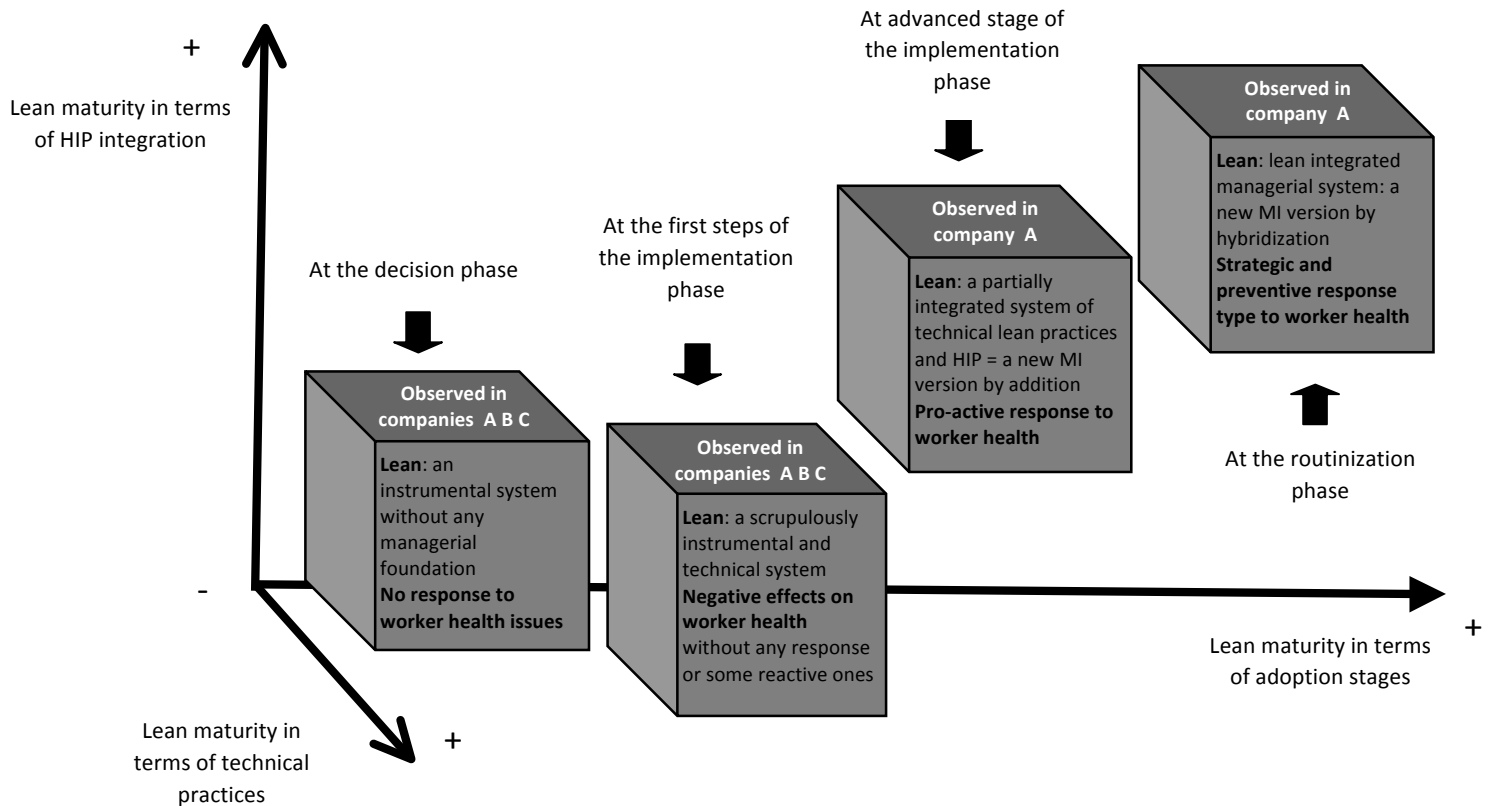 +
Lean maturity in terms
of HIP integration
At the decision phase
Observed in
companies A B C
Lean: an
instrumental system
without any
managerial
foundation
No response to
worker health issues
At the first steps of
the implementation
phase
Observed in
companies A B C
Lean: a scrupulously
instrumental and
technical system
Negative effects on
worker health
without any response
or some reactive ones
At advanced stage of
the implementation
phase
Observed in
company A
Lean: a partially
integrated system of
technical lean practices
and HIP = a new MI
version by addition
Pro-active response to
worker health
Observed in
company A
Lean: lean integrated
managerial system: a
new MI version by
hybridization
Strategic and
preventive response
type to worker health
At the routinization
phase
-
+
Lean maturity in terms
of adoption stages
+
Lean maturity in
terms of technical
practices